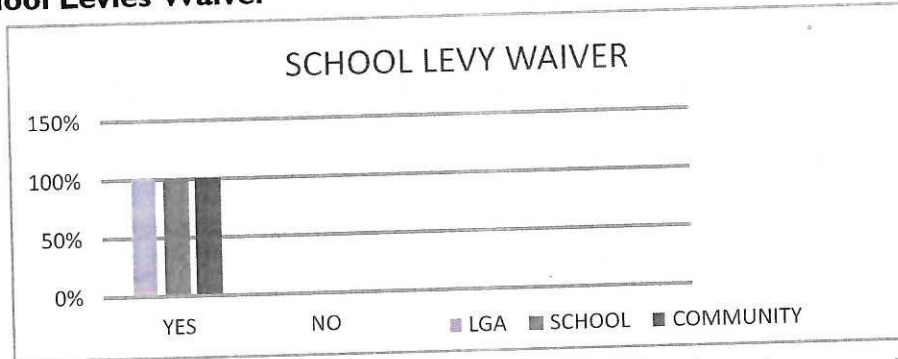 ool Levies Waiver
SCHOOL LEVY WAIVER
150%
100%
50%
0%
YES NO LGA SCHOOL COMMUNITY